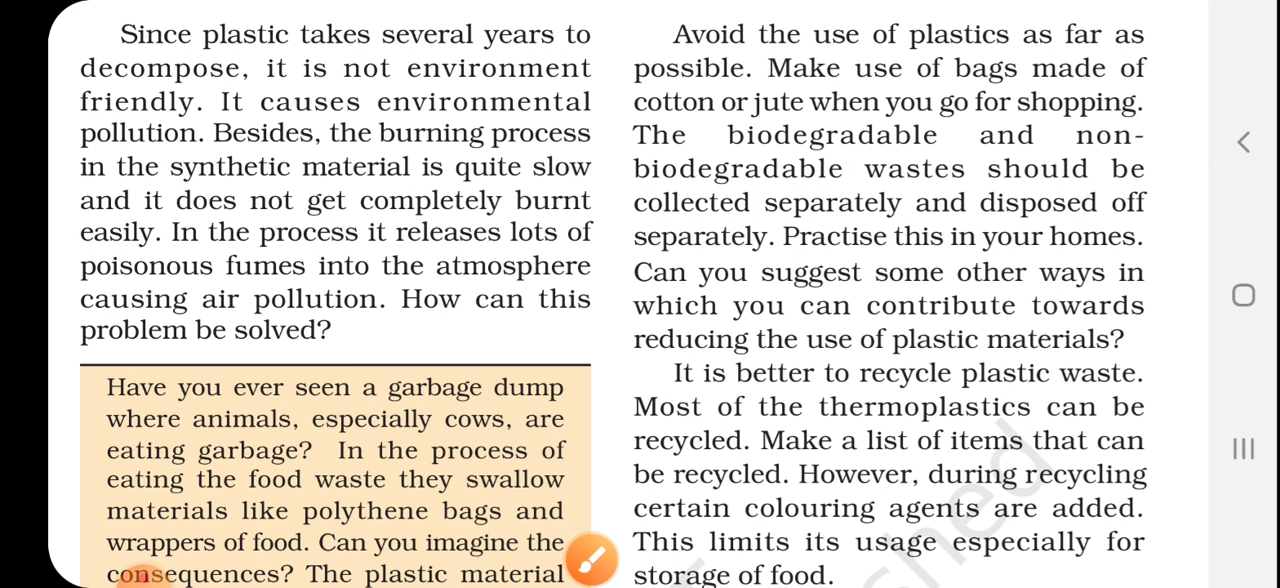 Since plastic takes several years to
decompose, it is not environment
friendly. It causes environmental
pollution. Besides, the burning process
in the synthetic material is quite slow
and it does not get completely burnt
easily. In the process it releases lots of
poisonous fumes into the atmosphere
causing air pollution. How can this
problem be solved?
Have you ever seen a garbage dump
where animals, especially cows, are
eating garbage? In the process of
eating the food waste they swallow
materials like polythene bags and
wrappers of food. Can you imagine the
consequences? The plastic material
Avoid the use of plastics as far as
possible. Make use of bags made of
cotton or jute when you go for shopping.
The biodegradable and non-
biodegradable wastes should be
collected separately and disposed off
separately. Practise this in your homes.
Can you suggest some other ways in
which you can contribute towards
reducing the use of plastic materials?
It is better to recycle plastic waste.
Most of the thermoplastics can be
recycled. Make a list of items that can
be recycled. However, during recycling
certain colouring agents are added.
This limits its usage especially for
storage of food.